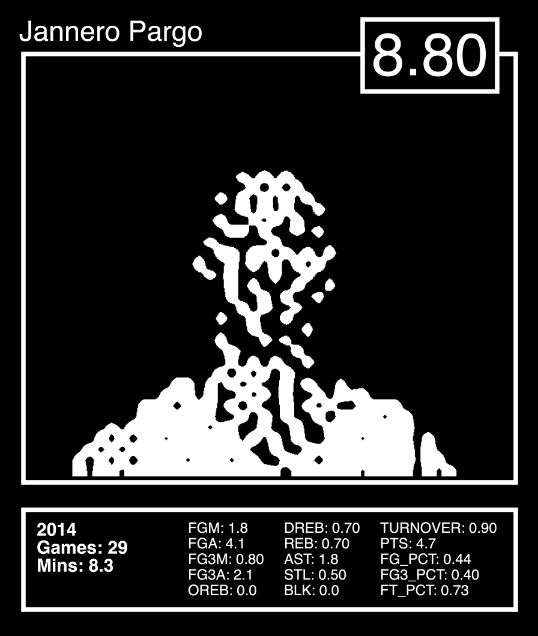 Jannero Pargo
8.80
2014
Games: 29
Mins: 8.3
FGM: 1.8
FGA: 4.1
FG3M: 0.80
FG3A: 2.1
OREB: 0.0
DREB: 0.70
REB: 0.70
AST: 1.8
STL: 0.50
BLK: 0.0
TURNOVER: 0.90
PTS: 4.7
FG_PCT: 0.44
FG3_PCT: 0.40
FT_PCT: 0.73